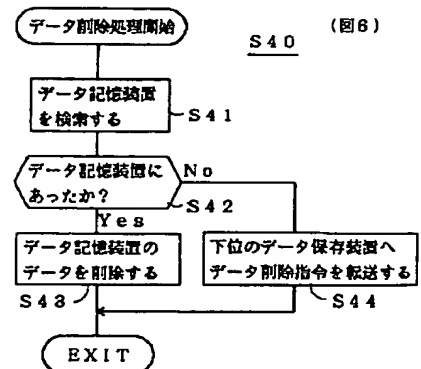 データ削除処理開始
S40
(図6)
データ記憶装置
を検索する
S41
データ記憶装置に
あったか?
No
S42
Yes
データ記憶装置の
データを削除する
S43
下位のデータ保存装置へ
データ削除指令を転送する
S44
EXIT